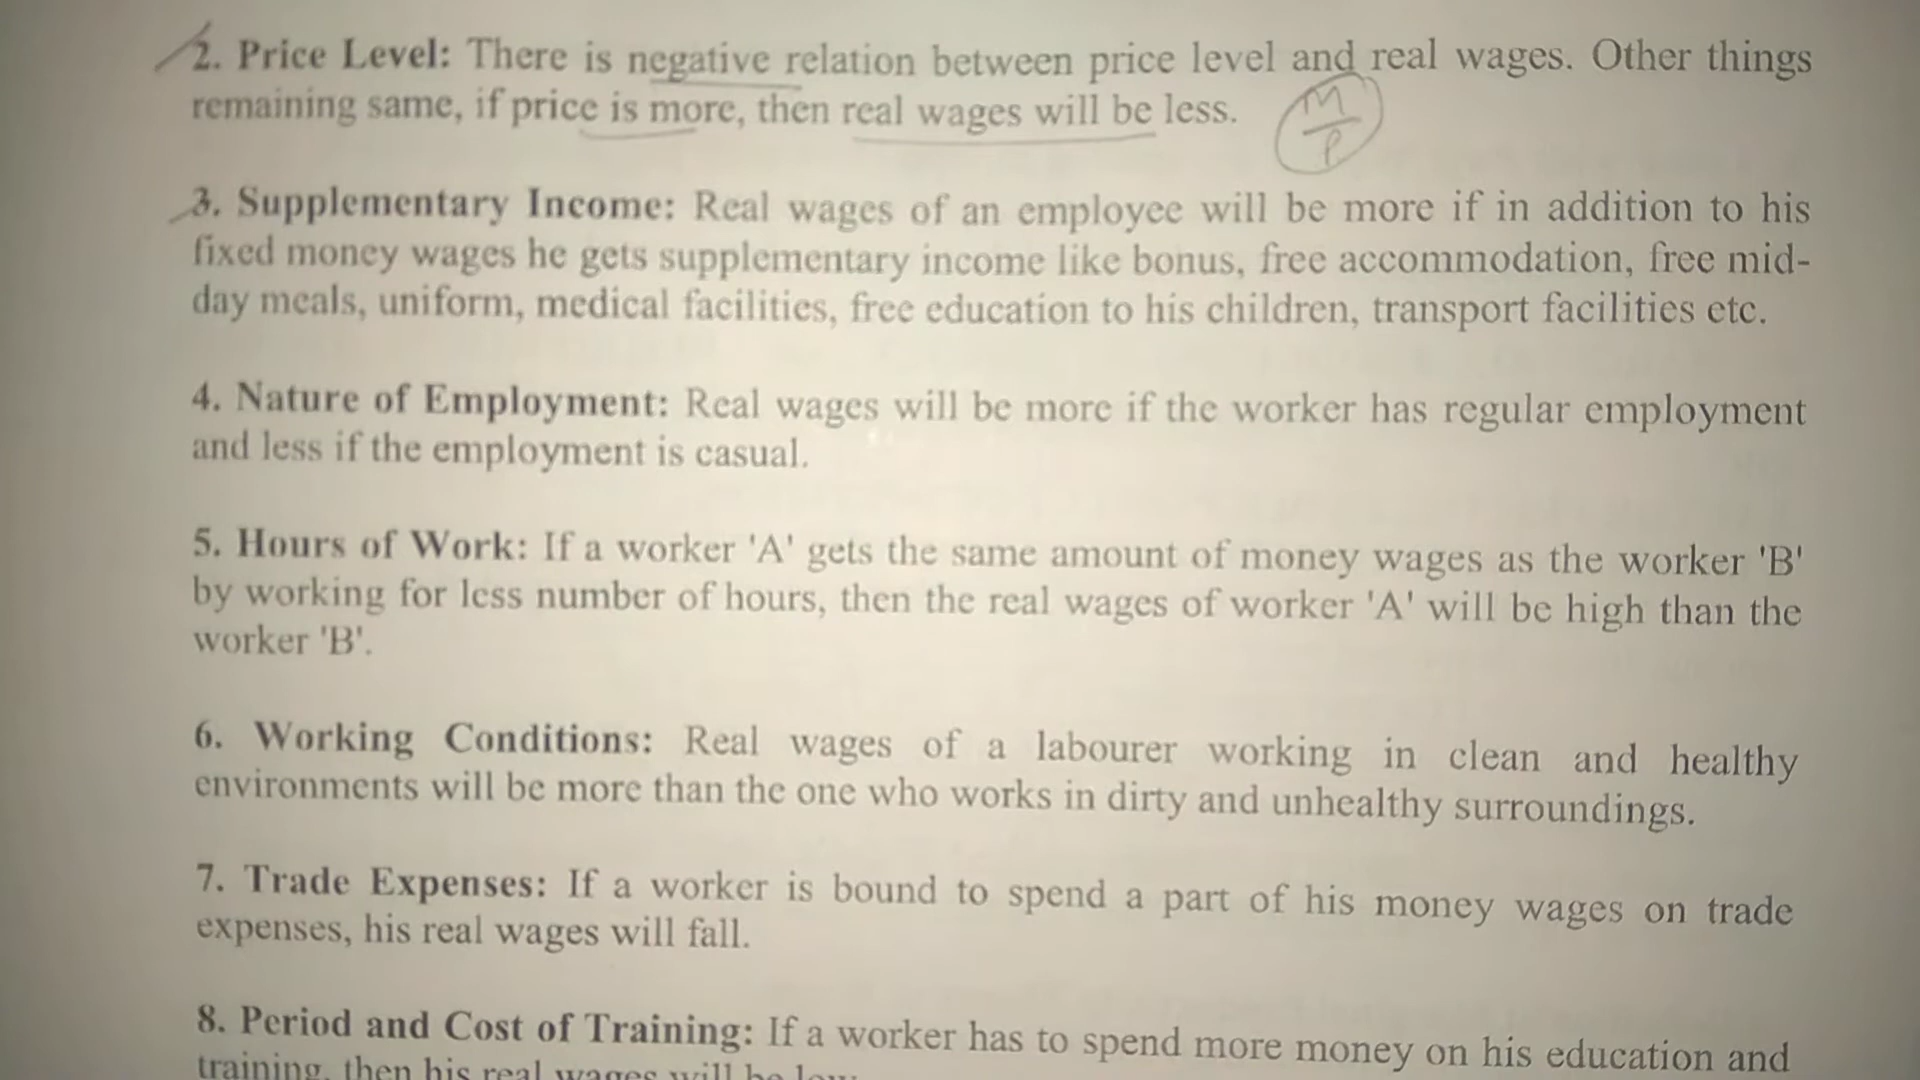 2. Price Level: There is negative relation between price level and real wages. Other things
remaining same, if price is more, then real wages will be less.
M
P
3. Supplementary Income: Real wages of an employee will be more if in addition to his
fixed money wages he gets supplementary income like bonus, free accommodation, free mid-
day meals, uniform, medical facilities, free education to his children, transport facilities etc.
4. Nature of Employment: Real wages will be more if the worker has regular employment
and less if the employment is casual.
5. Hours of Work: If a worker 'A' gets the same amount of money wages as the worker 'B'
by working for less number of hours, then the real wages of worker 'A' will be high than the
worker 'B'.
6. Working Conditions: Real wages of a labourer working in clean and healthy
environments will be more than the one who works in dirty and unhealthy surroundings.
7. Trade Expenses: If a worker is bound to spend a part of his money wages on trade
expenses, his real wages will fall.
8. Period and Cost of Training: If a worker has to spend more money on his education and
training, then his real wages will be low.